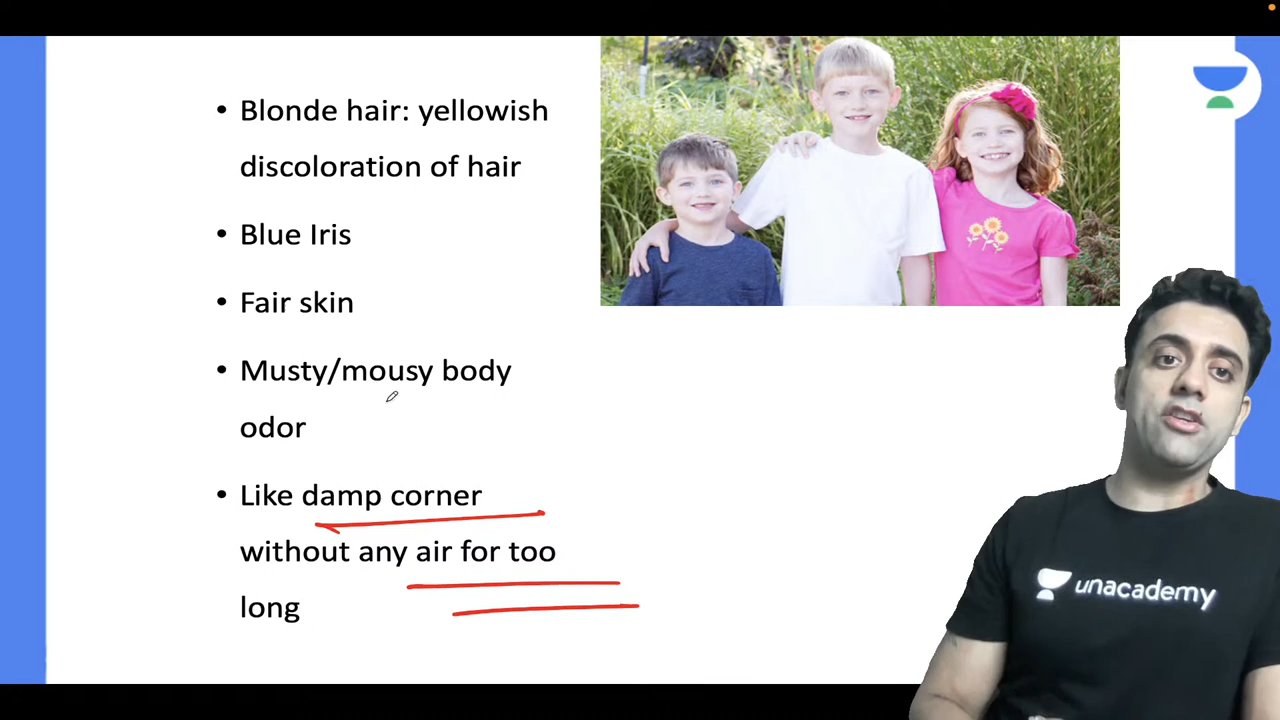 • Blonde hair: yellowish
discoloration of hair
• Blue Iris
• Fair skin
• Musty/mousy body
odor
• Like damp corner
without any air for too
long
unacademy